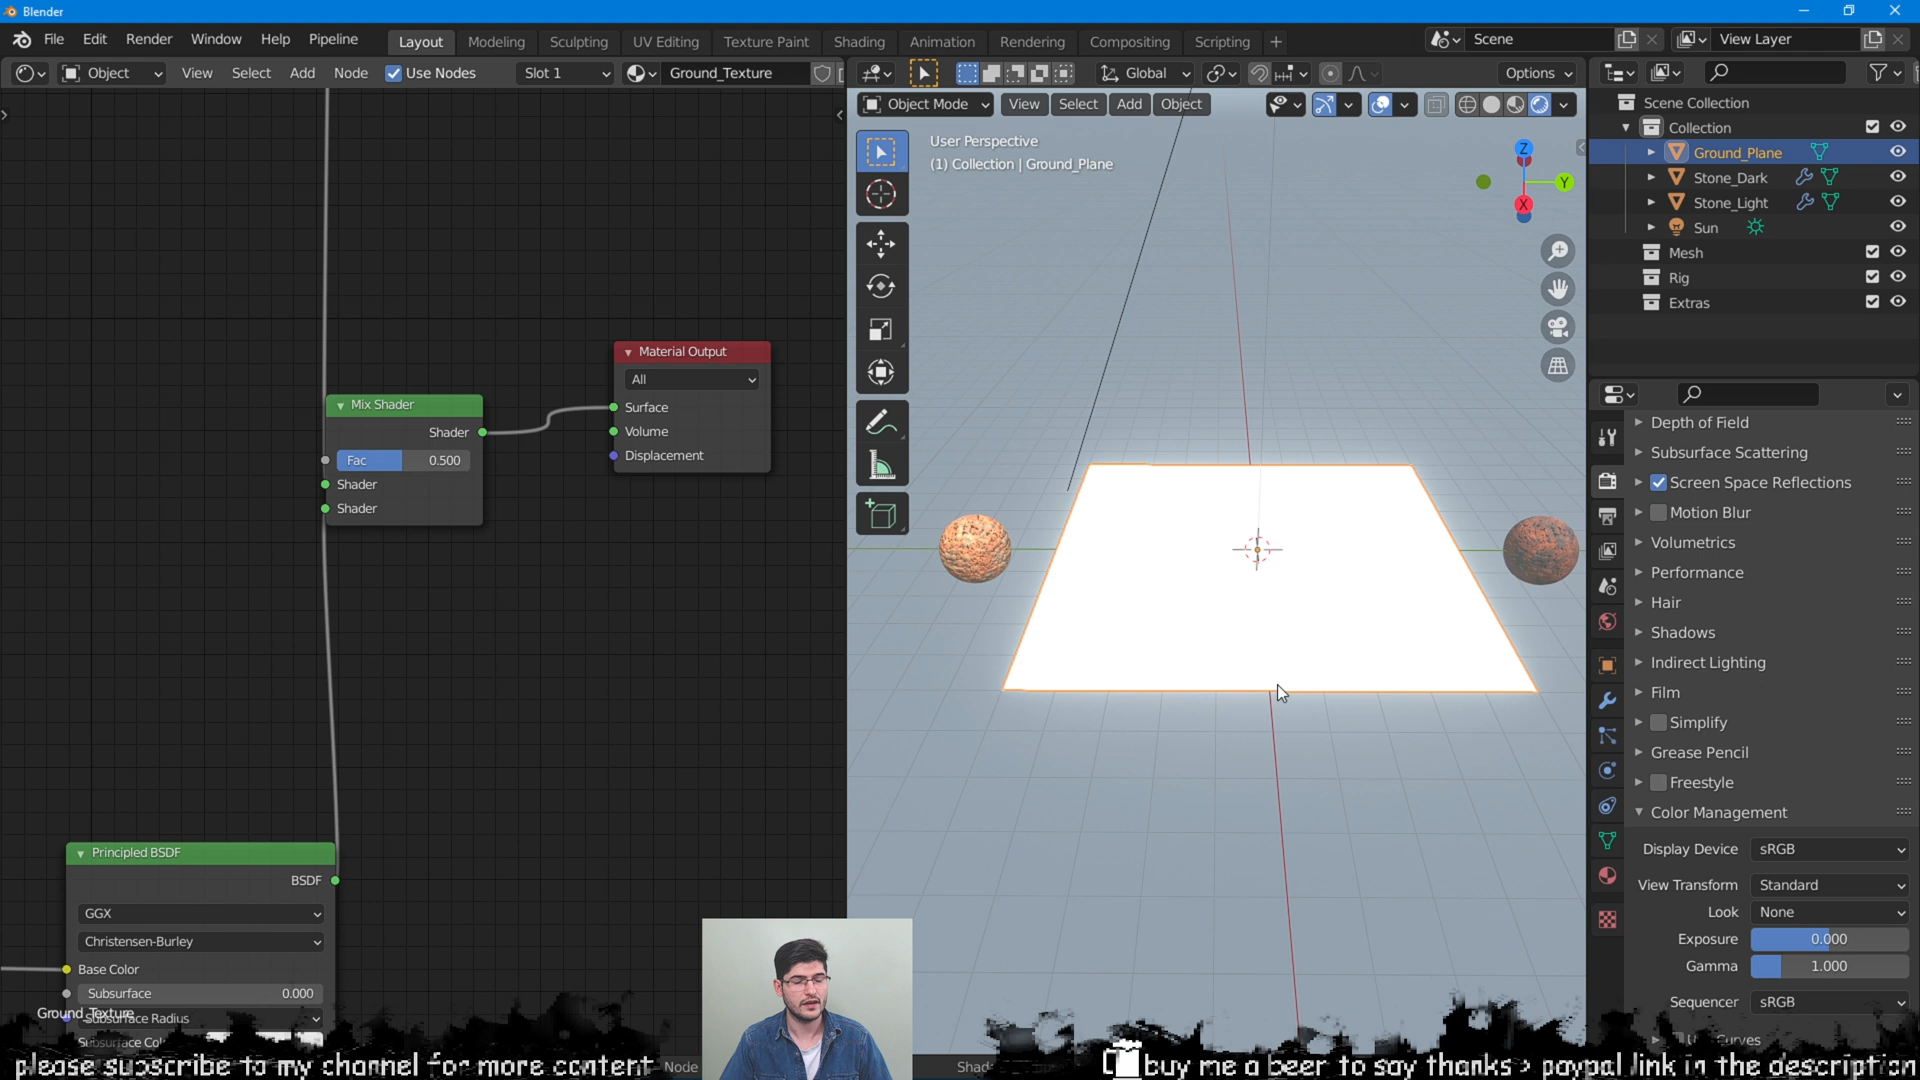 Blender
File Edit Render Window Help Pipeline Layout Modeling Sculpting UV Editing Texture Paint Shading Animation Rendering Compositing Scripting + Scene View Layer
Object View Select Add Node Use Nodes Slot 1 Ground_Texture Global Options
Object Mode View Select Add Object
User Perspective
(1) Collection | Ground_Plane
Z
Y
X
Scene Collection
Collection
Ground_Plane
Stone_Dark
Stone_Light
Sun
Mesh
Rig
Extras
Material Output
All
Surface
Volume
Displacement
Mix Shader
Shader
Fac 0.500
Shader
Shader
Principled BSDF
BSDF
GGX
Christensen-Burley
Base Color
Subsurface 0.000
Subsurface Radius
Ground_Texture
Depth of Field
Subsurface Scattering
Screen Space Reflections
Motion Blur
Volumetrics
Performance
Hair
Shadows
Indirect Lighting
Film
Simplify
Grease Pencil
Freestyle
Color Management
Display Device sRGB
View Transform Standard
Look None
Exposure 0.000
Gamma 1.000
Sequencer sRGB
Curves
please subscribe to my channel for more content Node
buy me a beer to say thanks > paypal link in the description